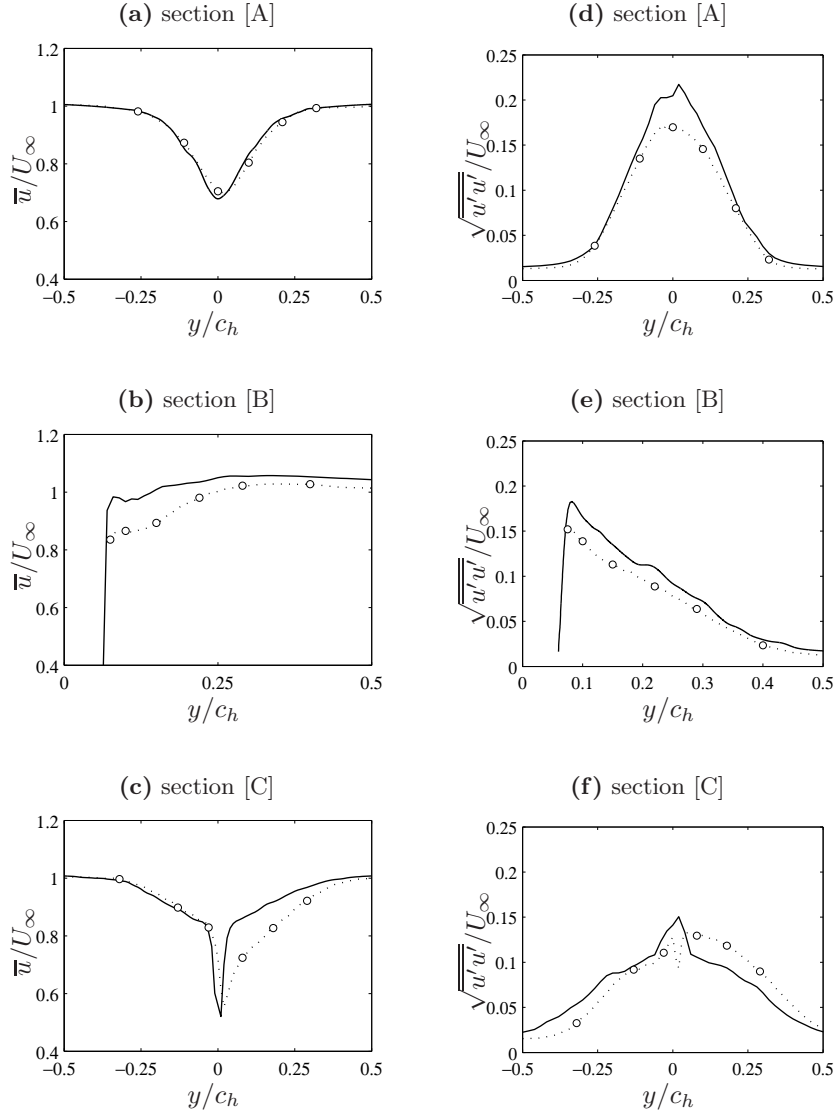 (a) section [A]
1.2
1
0.8
0.6
0.4
−0.5 −0.25 0 0.25 0.5
u̅/U∞
y/c_h
(d) section [A]
0.25
0.2
0.15
0.1
0.05
0
−0.5 −0.25 0 0.25 0.5
√u̅'̅u̅'̅/U∞
y/c_h
(b) section [B]
1.2
1
0.8
0.6
0.4
0 0.25 0.5
u̅/U∞
y/c_h
(e) section [B]
0.25
0.2
0.15
0.1
0.05
0
0 0.1 0.2 0.3 0.4 0.5
√u̅'̅u̅'̅/U∞
y/c_h
(c) section [C]
1.2
1
0.8
0.6
0.4
−0.5 −0.25 0 0.25 0.5
u̅/U∞
y/c_h
(f) section [C]
0.25
0.2
0.15
0.1
0.05
0
−0.5 −0.25 0 0.25 0.5
√u̅'̅u̅'̅/U∞
y/c_h